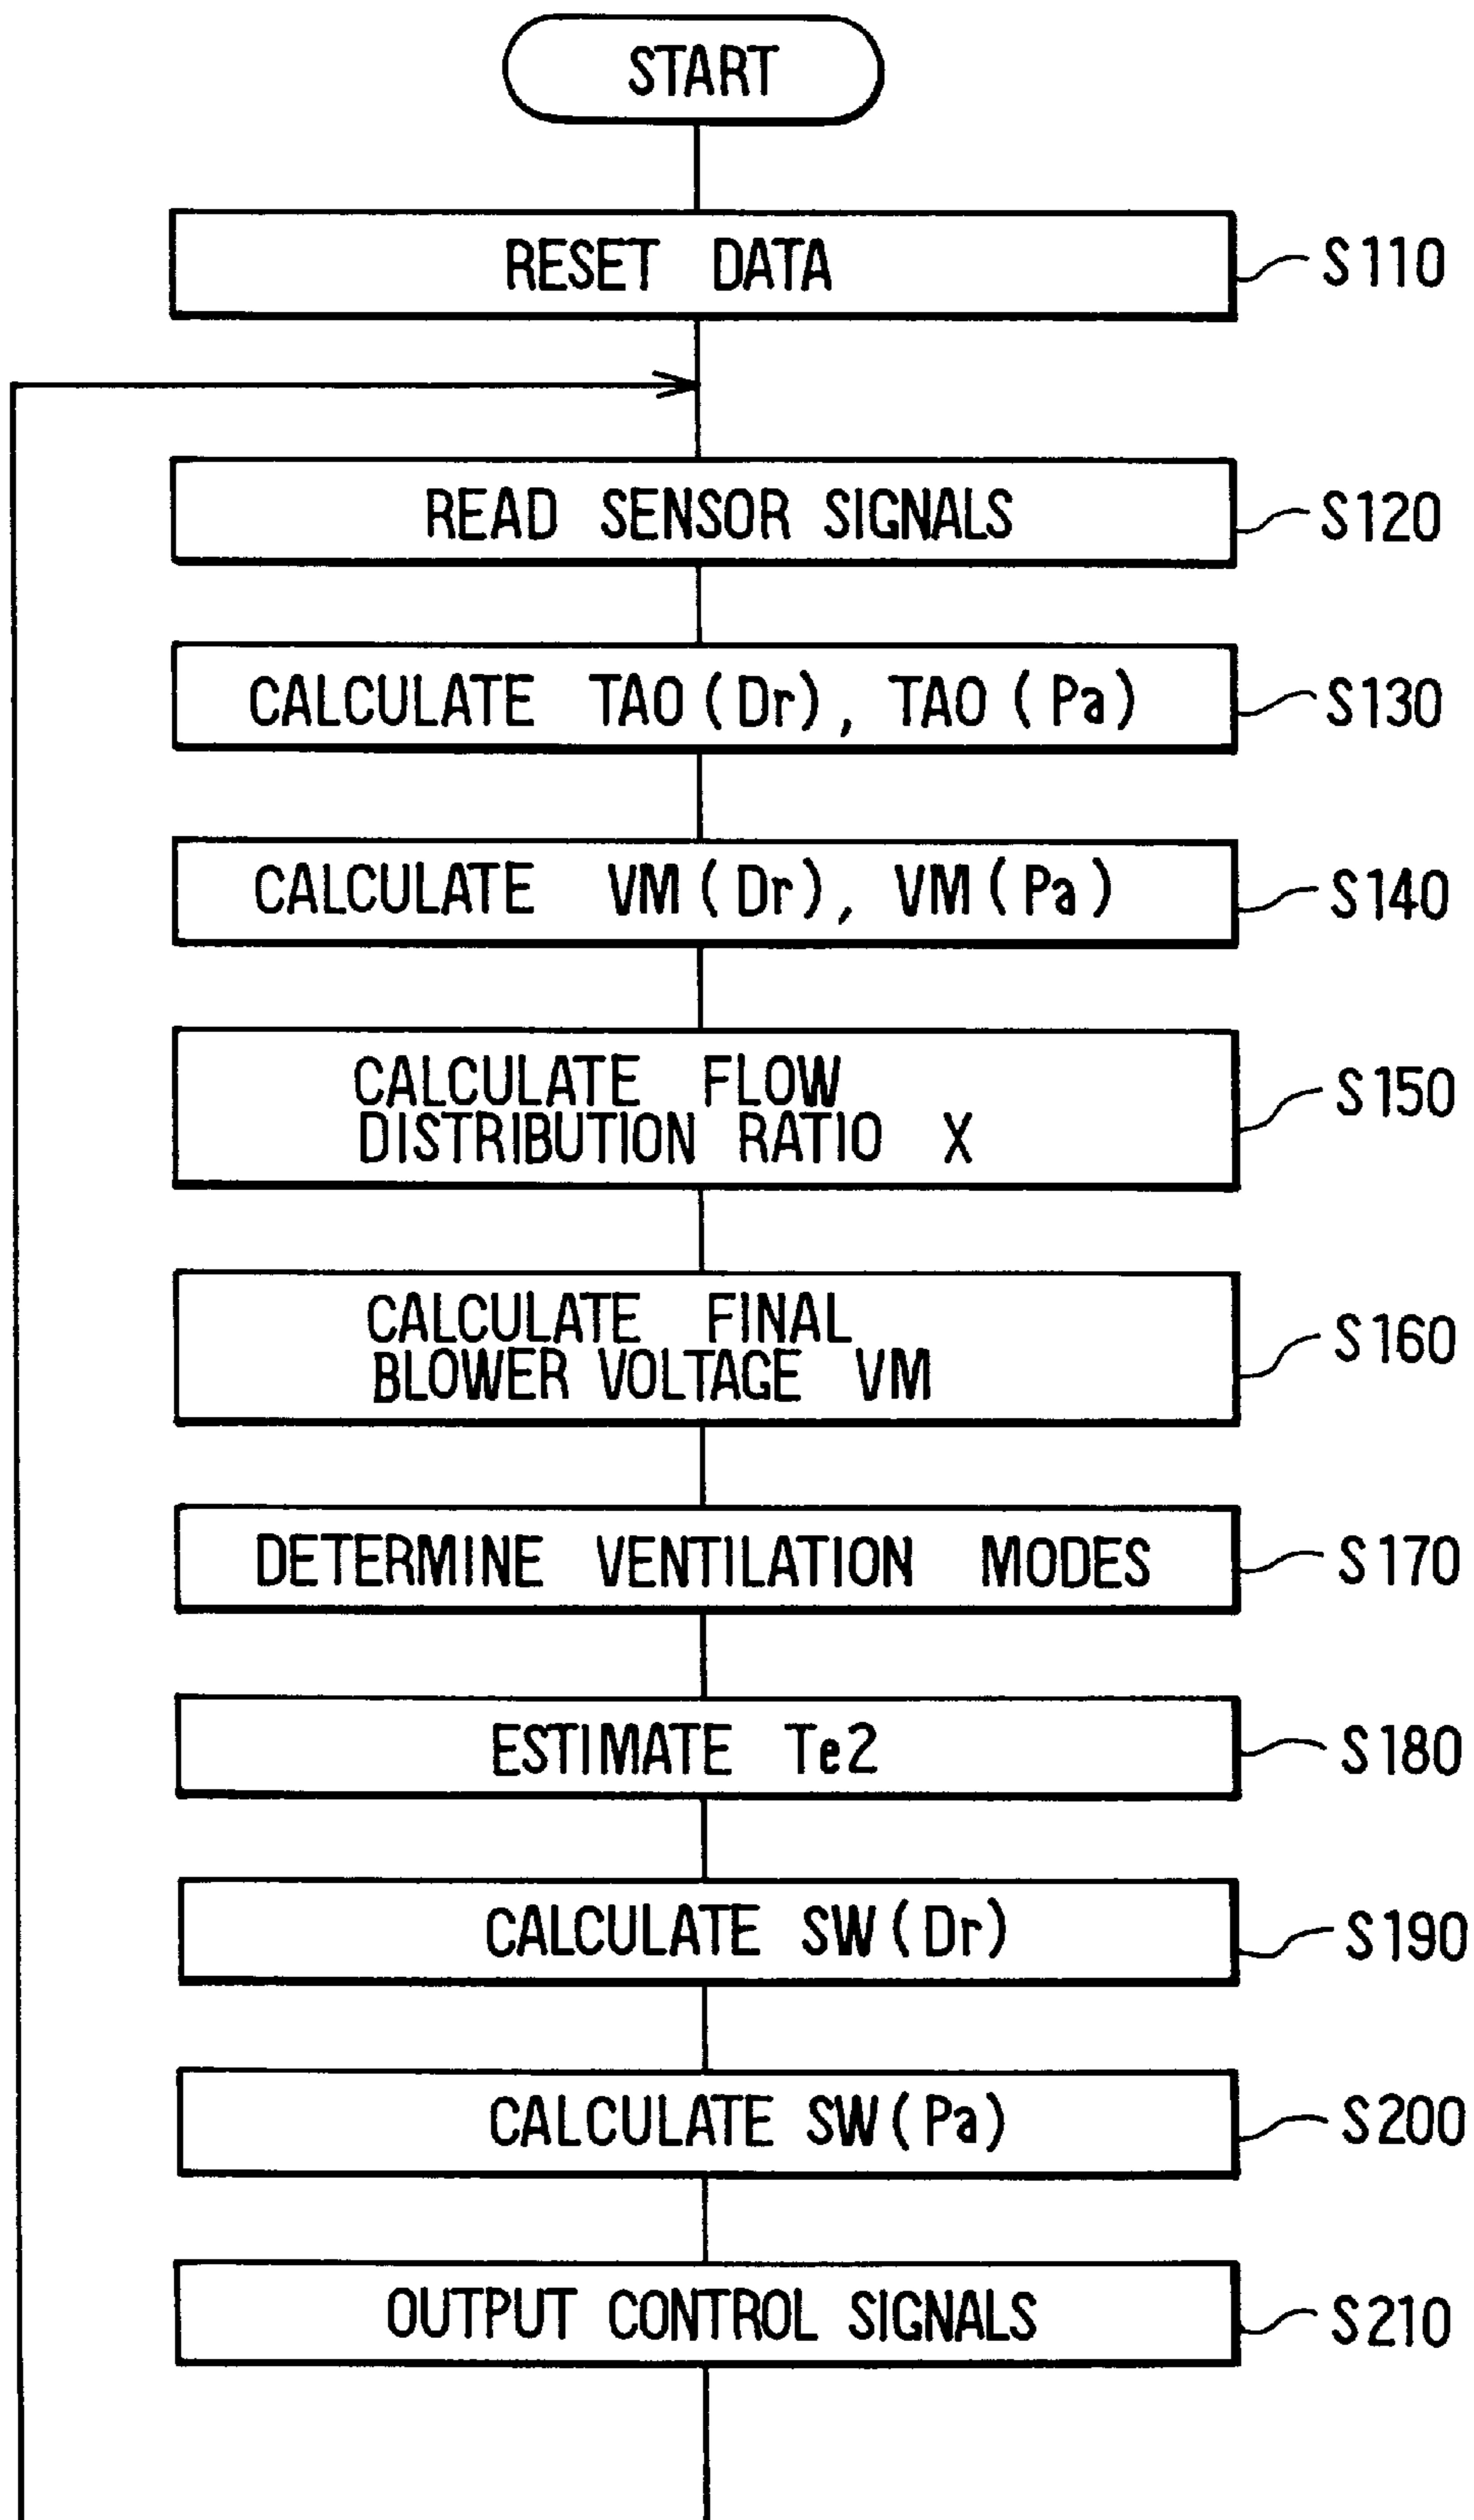 START
RESET DATA
S110
READ SENSOR SIGNALS
S120
CALCULATE TAO(Dr), TAO(Pa)
S130
CALCULATE VM(Dr), VM(Pa)
S140
CALCULATE FLOW
DISTRIBUTION RATIO X
S150
CALCULATE FINAL
BLOWER VOLTAGE VM
S160
DETERMINE VENTILATION MODES
S170
ESTIMATE Te2
S180
CALCULATE SW(Dr)
S190
CALCULATE SW(Pa)
S200
OUTPUT CONTROL SIGNALS
S210